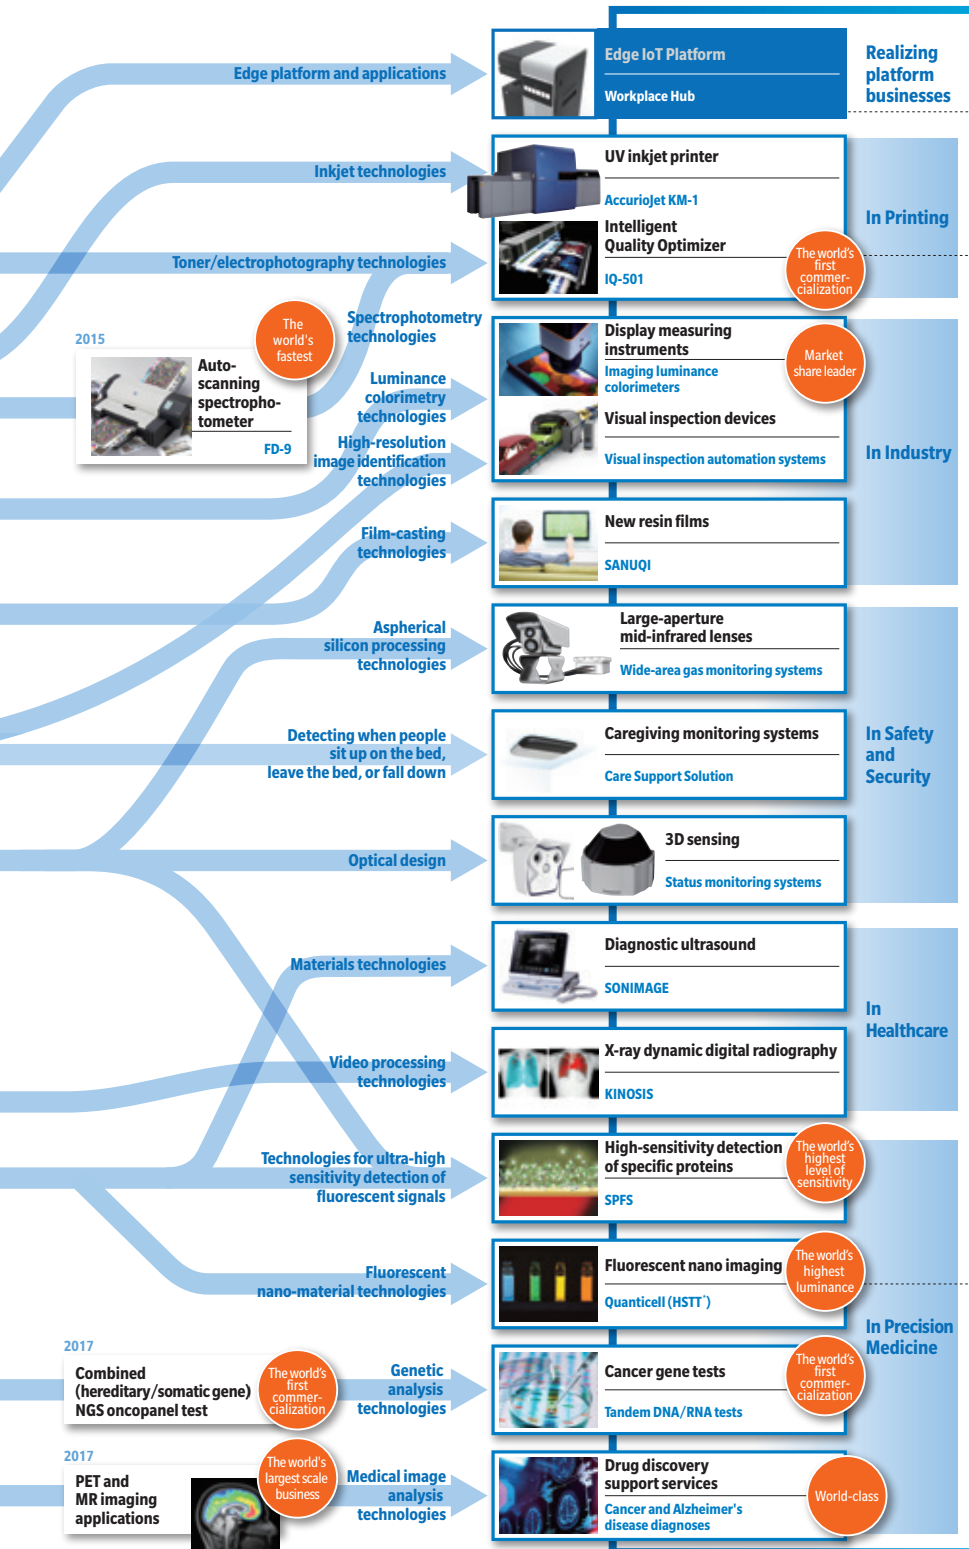 Edge platform and applications
Edge IoT Platform
Workplace Hub
Realizing
platform
businesses
Inkjet technologies
UV inkjet printer
AccurioJet KM-1
In Printing
Toner/electrophotography technologies
Intelligent
Quality Optimizer
IQ-501
The world's
first
commer-
cialization
2015
Auto-
scanning
spectropho-
tometer
FD-9
The
world's
fastest
Spectrophotometry
technologies
Luminance
colorimetry
technologies
High-resolution
image identification
technologies
Display measuring
instruments
Imaging luminance
colorimeters
Market
share leader
Visual inspection devices
Visual inspection automation systems
In Industry
Film-casting
technologies
New resin films
SANUQI
Aspherical
silicon processing
technologies
Large-aperture
mid-infrared lenses
Wide-area gas monitoring systems
Detecting when people
sit up on the bed,
leave the bed, or fall down
Caregiving monitoring systems
Care Support Solution
In Safety
and
Security
Optical design
3D sensing
Status monitoring systems
Materials technologies
Diagnostic ultrasound
SONIMAGE
In
Healthcare
Video processing
technologies
X-ray dynamic digital radiography
KINOSIS
Technologies for ultra-high
sensitivity detection of
fluorescent signals
High-sensitivity detection
of specific proteins
SPFS
The world's
highest
level of
sensitivity
Fluorescent
nano-material technologies
Fluorescent nano imaging
Quanticell (HSTT*)
The world's
highest
luminance
In Precision
Medicine
2017
Combined
(hereditary/somatic gene)
NGS oncopanel test
The world's
first
commer-
cialization
Genetic
analysis
technologies
Cancer gene tests
Tandem DNA/RNA tests
The world's
first
commer-
cialization
2017
PET and
MR imaging
applications
The world's
largest scale
business
Medical image
analysis
technologies
Drug discovery
support services
Cancer and Alzheimer's
disease diagnoses
World-class